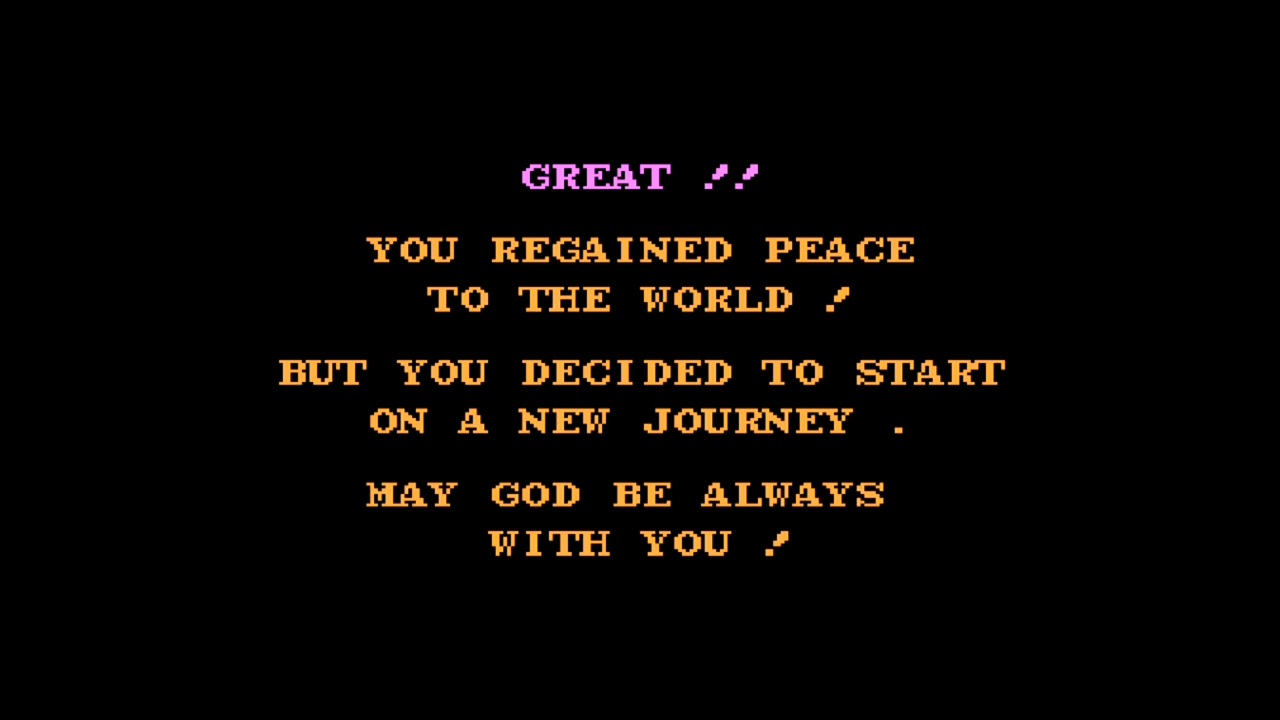 GREAT !!
YOU REGAINED PEACE
TO THE WORLD !
BUT YOU DECIDED TO START
ON A NEW JOURNEY .
MAY GOD BE ALWAYS
WITH YOU !